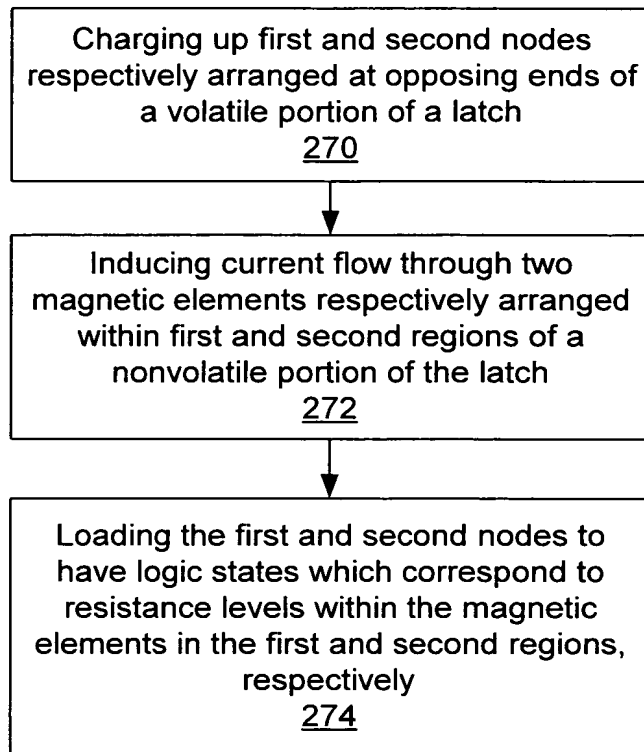 Charging up first and second nodes
respectively arranged at opposing ends of
a volatile portion of a latch
270
Inducing current flow through two
magnetic elements respectively arranged
within first and second regions of a
nonvolatile portion of the latch
272
Loading the first and second nodes to
have logic states which correspond to
resistance levels within the magnetic
elements in the first and second regions,
respectively
274